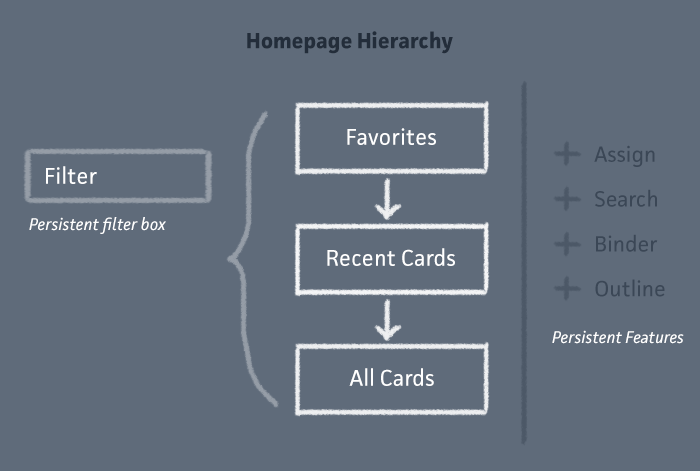 Homepage Hierarchy
Filter
Persistent filter box
Favorites
Recent Cards
All Cards
Assign
Search
Binder
Outline
Persistent Features